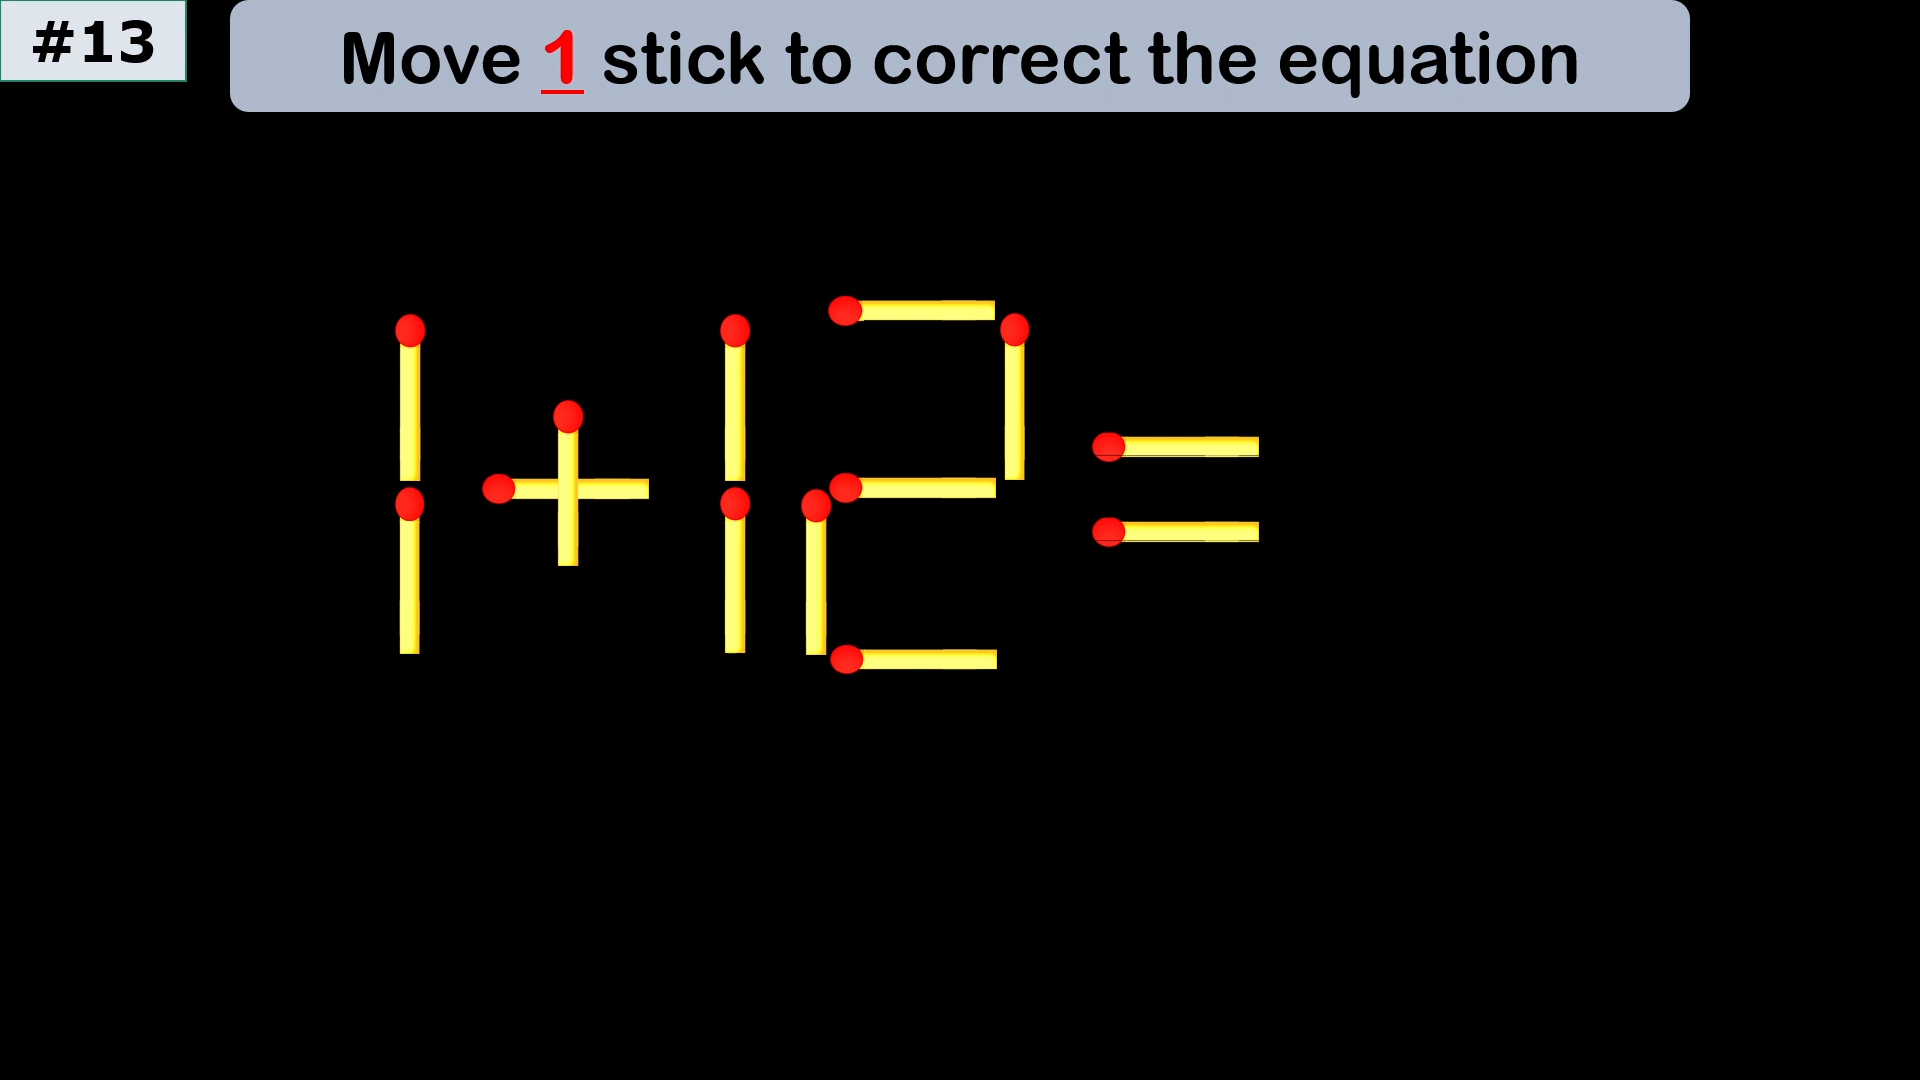 #13
Move 1 stick to correct the equation
1+12=